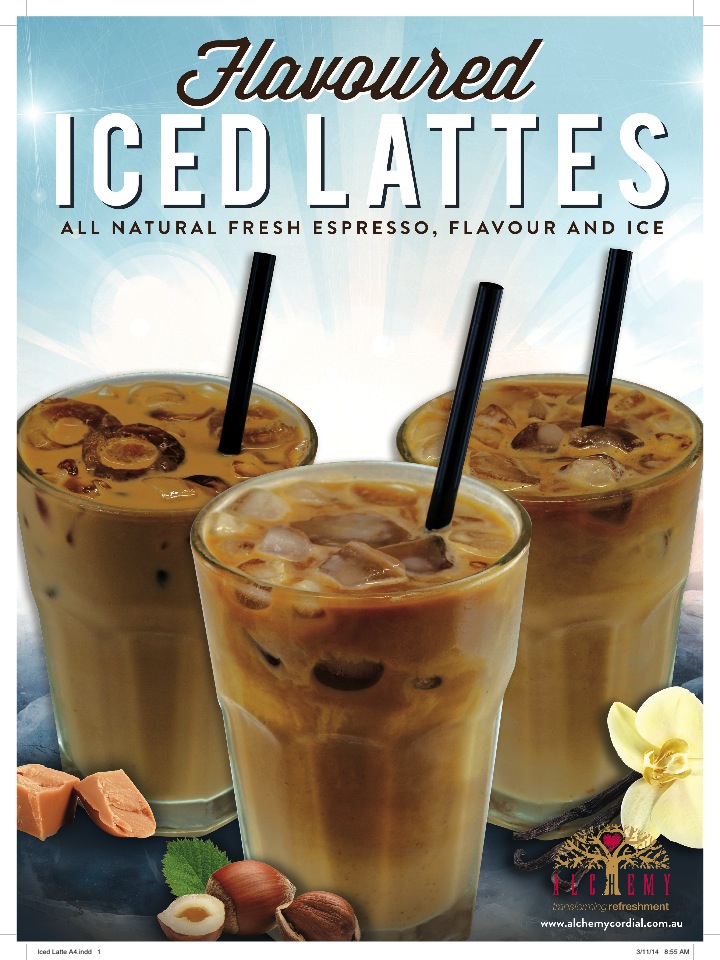 Flavoured
ICED LATTES
ALL NATURAL FRESH ESPRESSO, FLAVOUR AND ICE
ALCHEMY
transforming refreshment
www.alchemycordial.com.au
Iced Latte A4.indd 1 3/11/14 8:55 AM